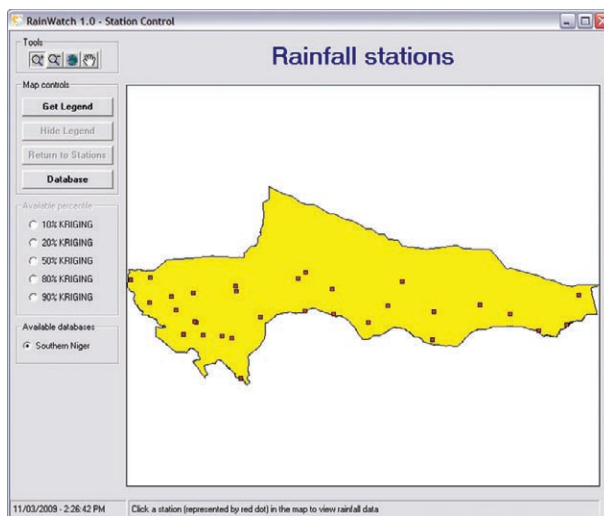 RainWatch 1.0 - Station Control
Tools
Rainfall stations
Map controls
Get Legend
Hide Legend
Return to Stations
Database
Available percentile
10% KRIGING
20% KRIGING
50% KRIGING
80% KRIGING
90% KRIGING
Available databases
Southern Niger
11/03/2009 - 2:26:42 PM
Click a station (represented by red dot) in the map to view rainfall data